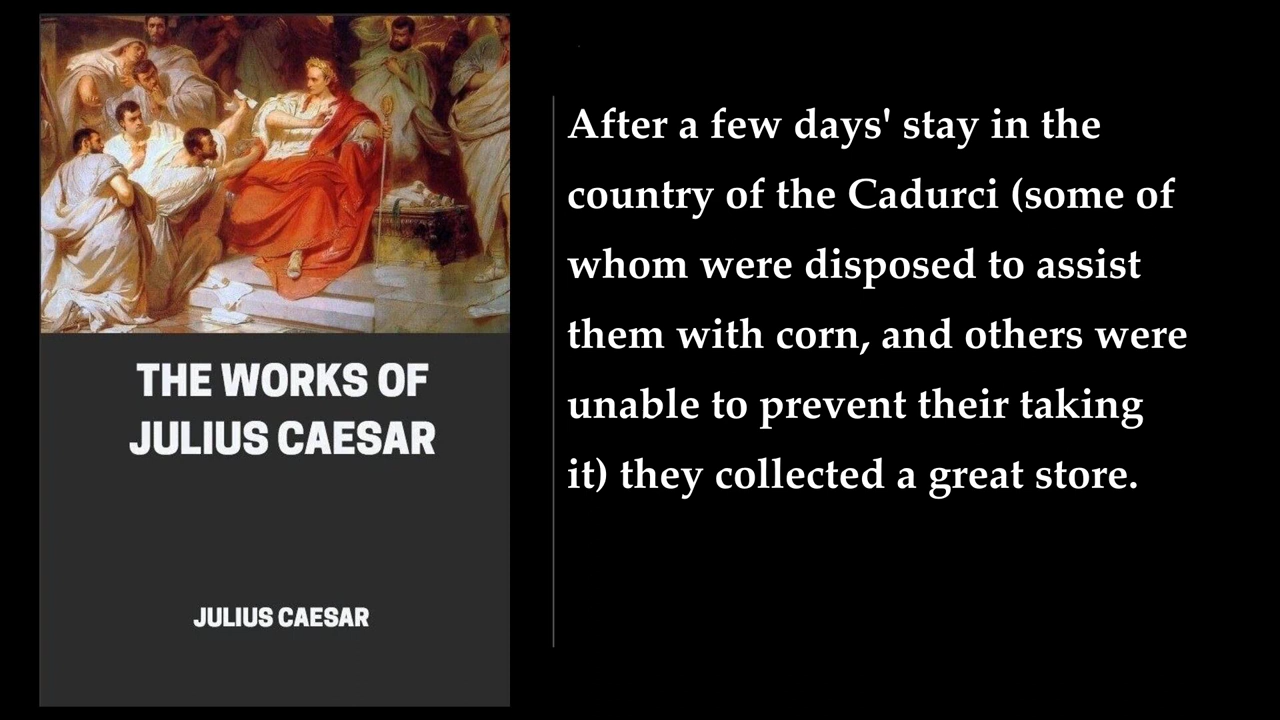 THE WORKS OF
JULIUS CAESAR
JULIUS CAESAR
After a few days' stay in the
country of the Cadurci (some of
whom were disposed to assist
them with corn, and others were
unable to prevent their taking
it) they collected a great store.